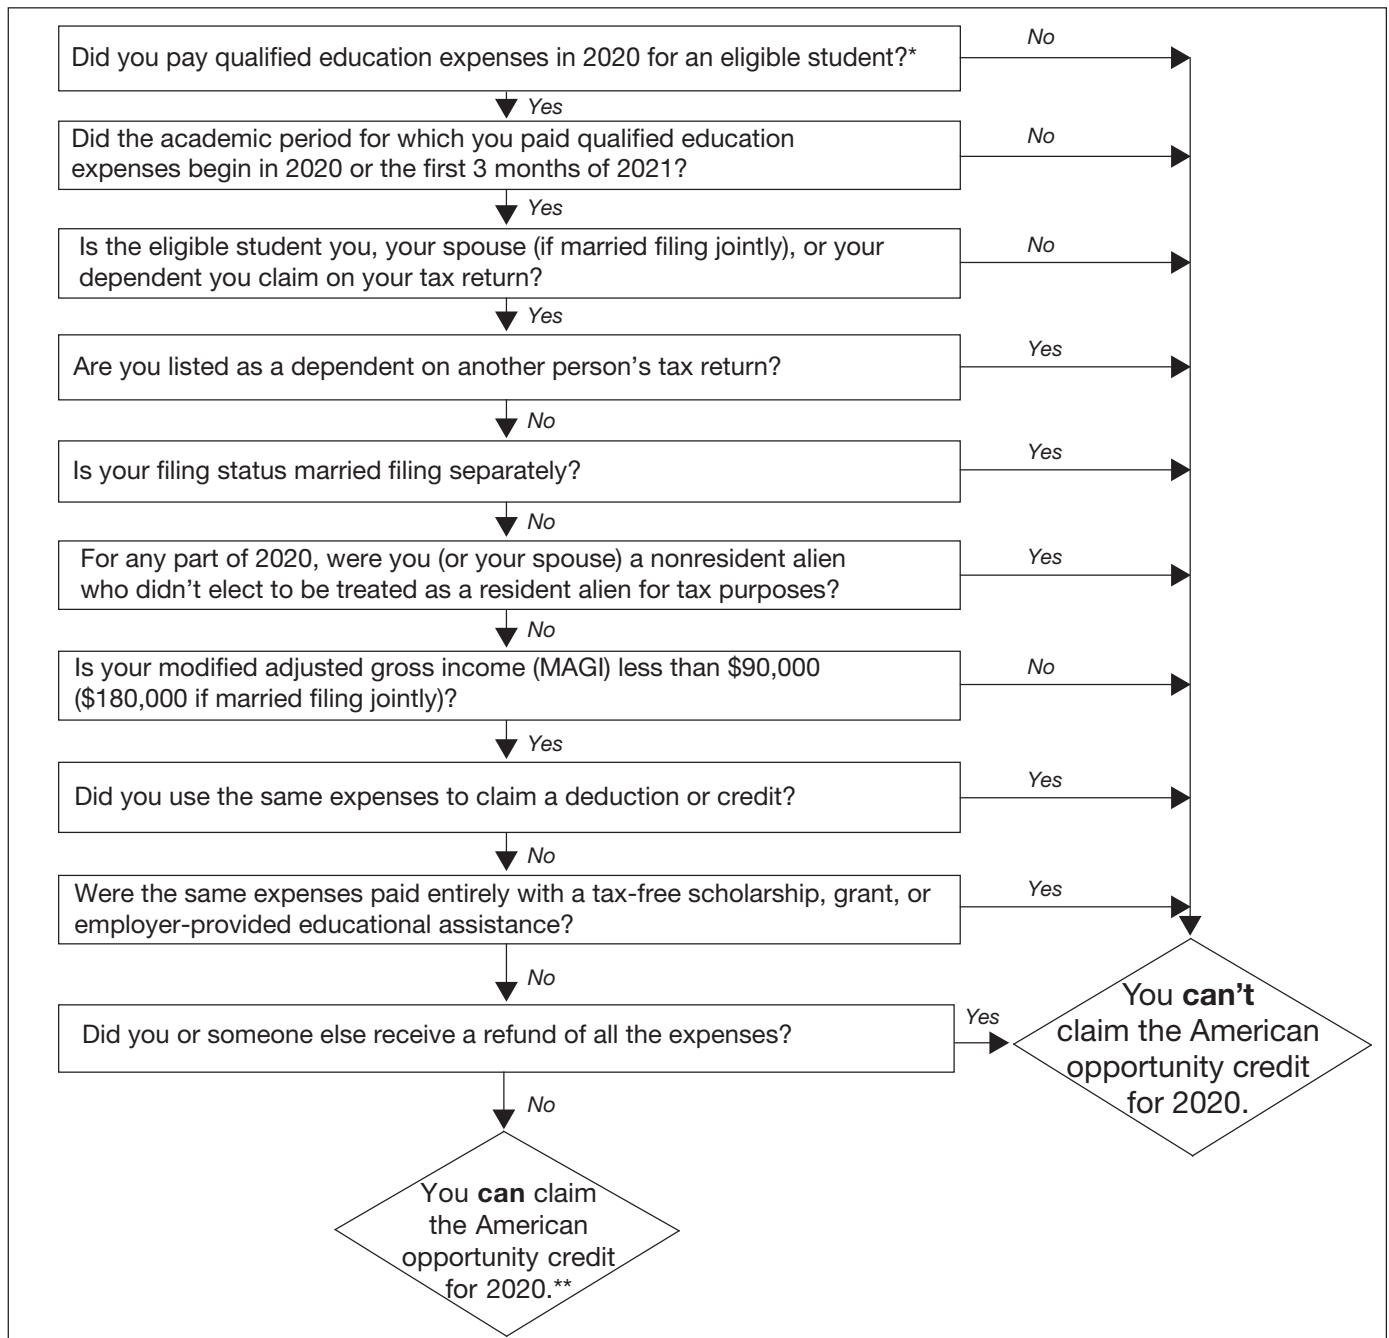 Did you pay qualified education expenses in 2020 for an eligible student?*
No
Yes
Did the academic period for which you paid qualified education
expenses begin in 2020 or the first 3 months of 2021?
No
Yes
Is the eligible student you, your spouse (if married filing jointly), or your
dependent you claim on your tax return?
No
Yes
Are you listed as a dependent on another person’s tax return?
Yes
No
Is your filing status married filing separately?
Yes
No
For any part of 2020, were you (or your spouse) a nonresident alien
who didn’t elect to be treated as a resident alien for tax purposes?
Yes
No
Is your modified adjusted gross income (MAGI) less than $90,000
($180,000 if married filing jointly)?
No
Yes
Did you use the same expenses to claim a deduction or credit?
Yes
No
Were the same expenses paid entirely with a tax-free scholarship, grant, or
employer-provided educational assistance?
Yes
No
Did you or someone else receive a refund of all the expenses?
Yes
You can't
claim the American
opportunity credit
for 2020.
No
You can claim
the American
opportunity credit
for 2020.**